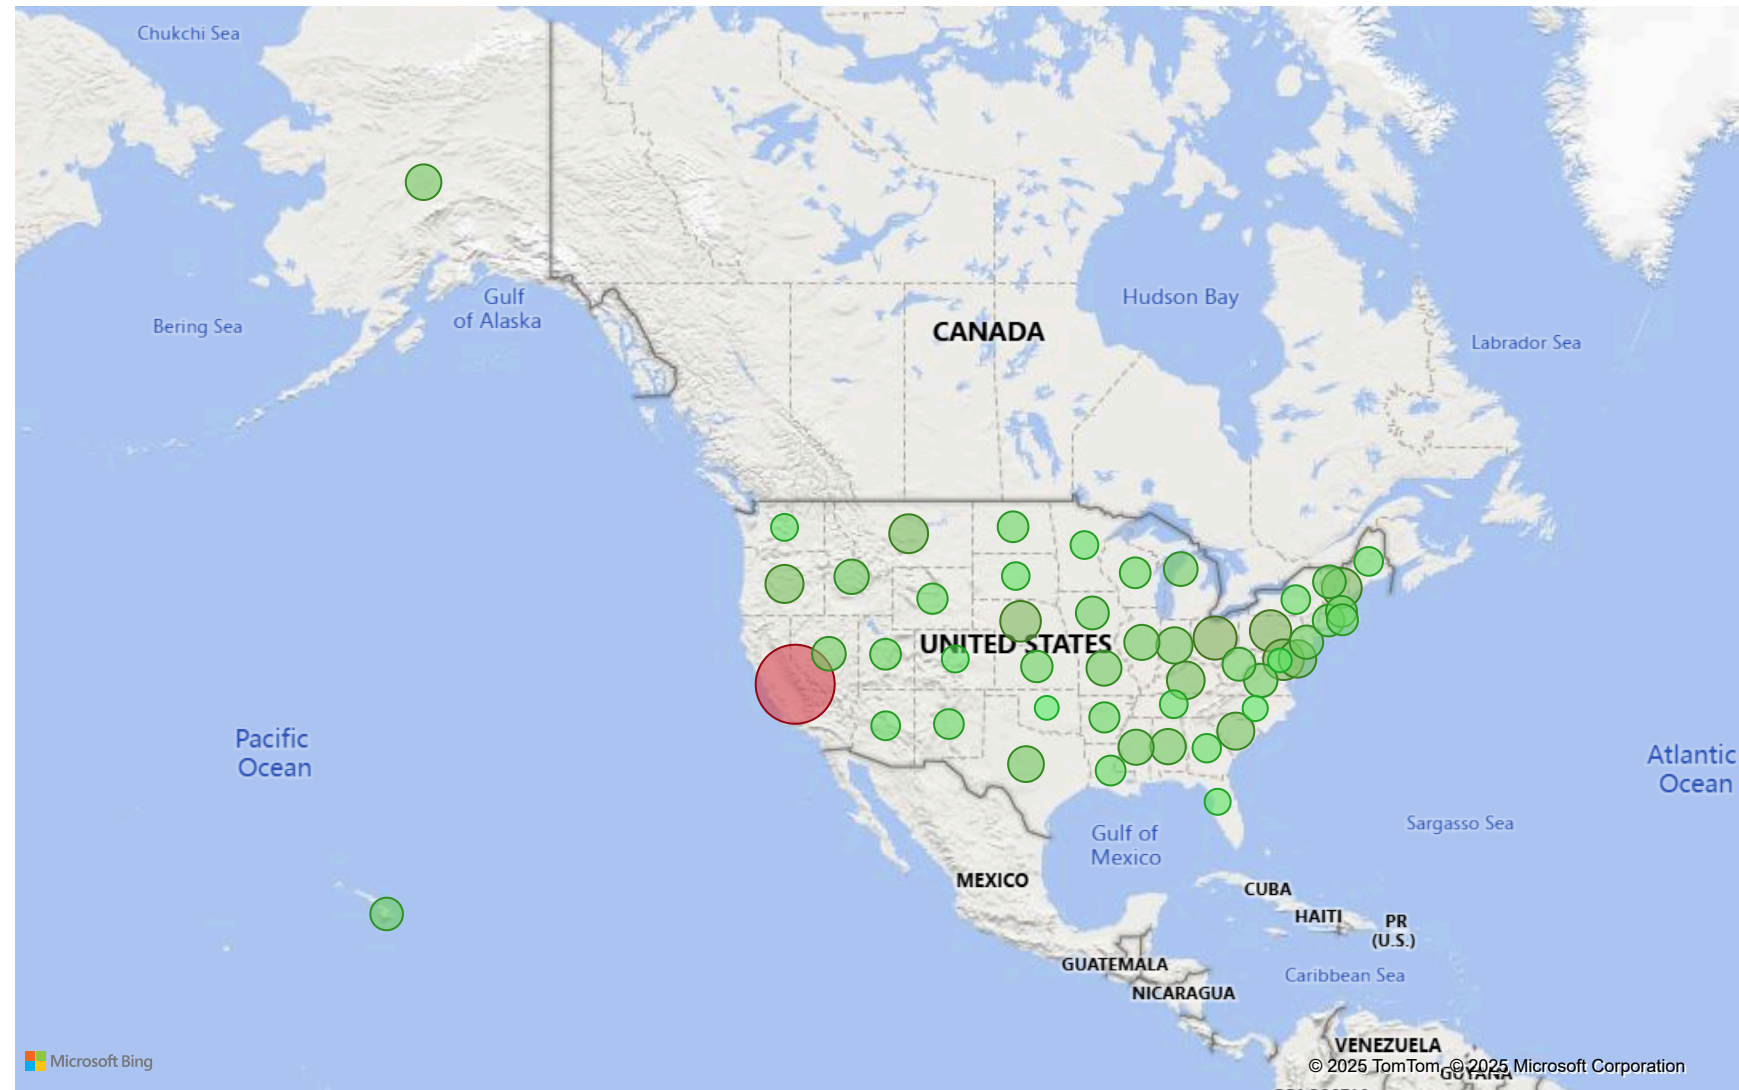 Chukchi Sea
Gulf
of Alaska
Bering Sea
Hudson Bay
CANADA
Labrador Sea
UNITED STATES
Pacific
Ocean
Atlantic
Ocean
Gulf of
Mexico
Sargasso Sea
MEXICO
CUBA
HAITI
PR
(U.S.)
GUATEMALA
Caribbean Sea
NICARAGUA
VENEZUELA
Microsoft Bing
© 2025 TomTom, © 2025 Microsoft Corporation
GUYANA